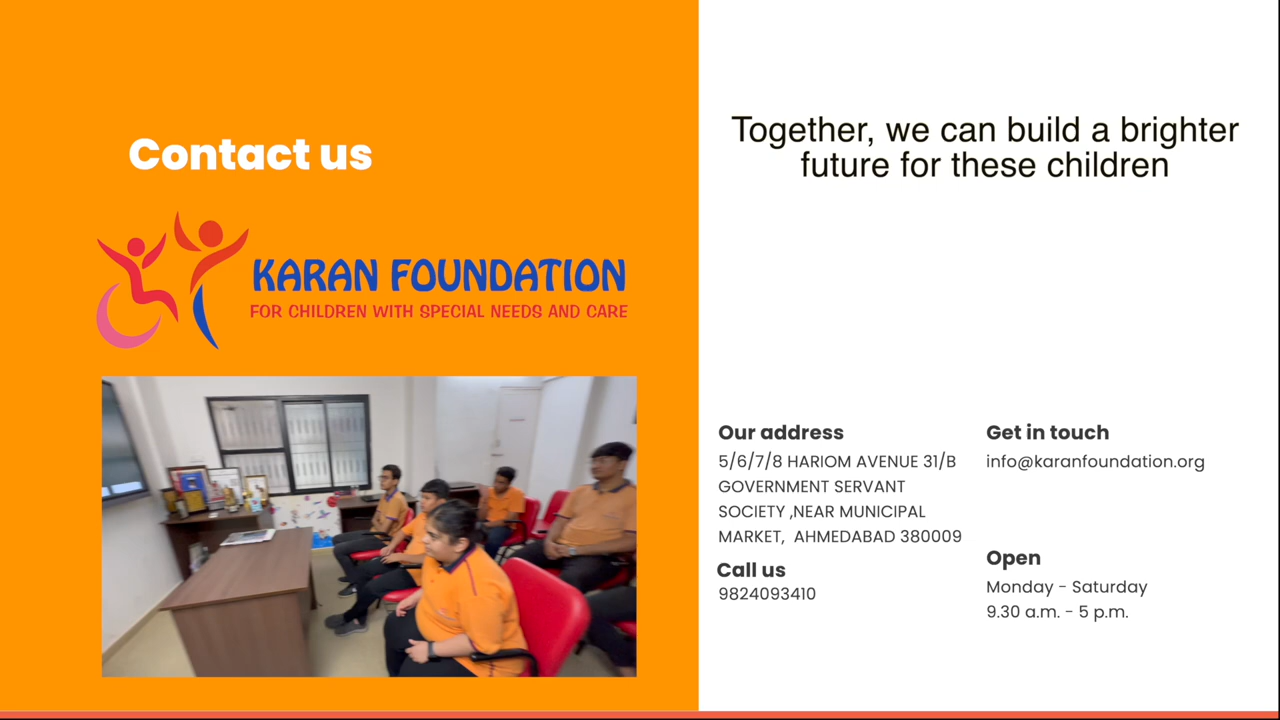 Contact us
KARAN FOUNDATION
FOR CHILDREN WITH SPECIAL NEEDS AND CARE
Together, we can build a brighter
future for these children
Our address
5/6/7/8 HARIOM AVENUE 31/B
GOVERNMENT SERVANT
SOCIETY ,NEAR MUNICIPAL
MARKET, AHMEDABAD 380009
Call us
9824093410
Get in touch
info@karanfoundation.org
Open
Monday - Saturday
9.30 a.m. - 5 p.m.